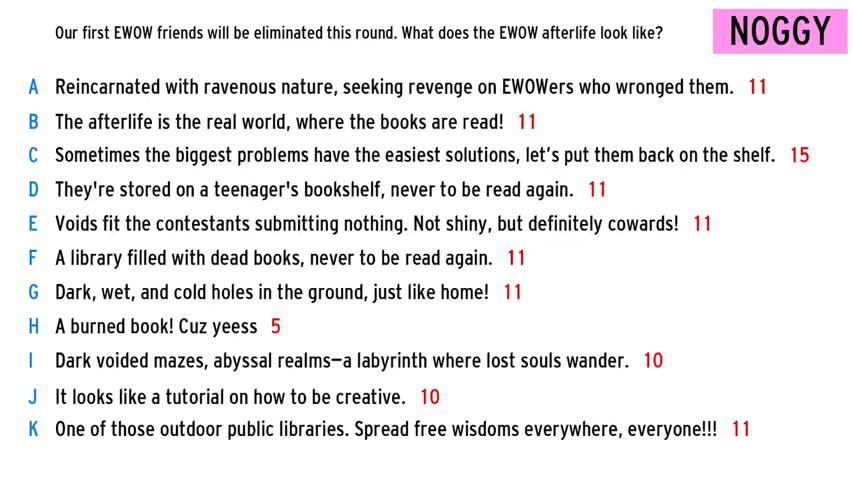 Our first EWOW friends will be eliminated this round. What does the EWOW afterlife look like? NOGGY
A Reincarnated with ravenous nature, seeking revenge on EWOWers who wronged them. 11
B The afterlife is the real world, where the books are read! 11
C Sometimes the biggest problems have the easiest solutions, let's put them back on the shelf. 15
D They're stored on a teenager's bookshelf, never to be read again. 11
E Voids fit the contestants submitting nothing. Not shiny, but definitely cowards! 11
F A library filled with dead books, never to be read again. 11
G Dark, wet, and cold holes in the ground, just like home! 11
H A burned book! Cuz yeess 5
I Dark voided mazes, abyssal realms—a labyrinth where lost souls wander. 10
J It looks like a tutorial on how to be creative. 10
K One of those outdoor public libraries. Spread free wisdoms everywhere, everyone!!! 11